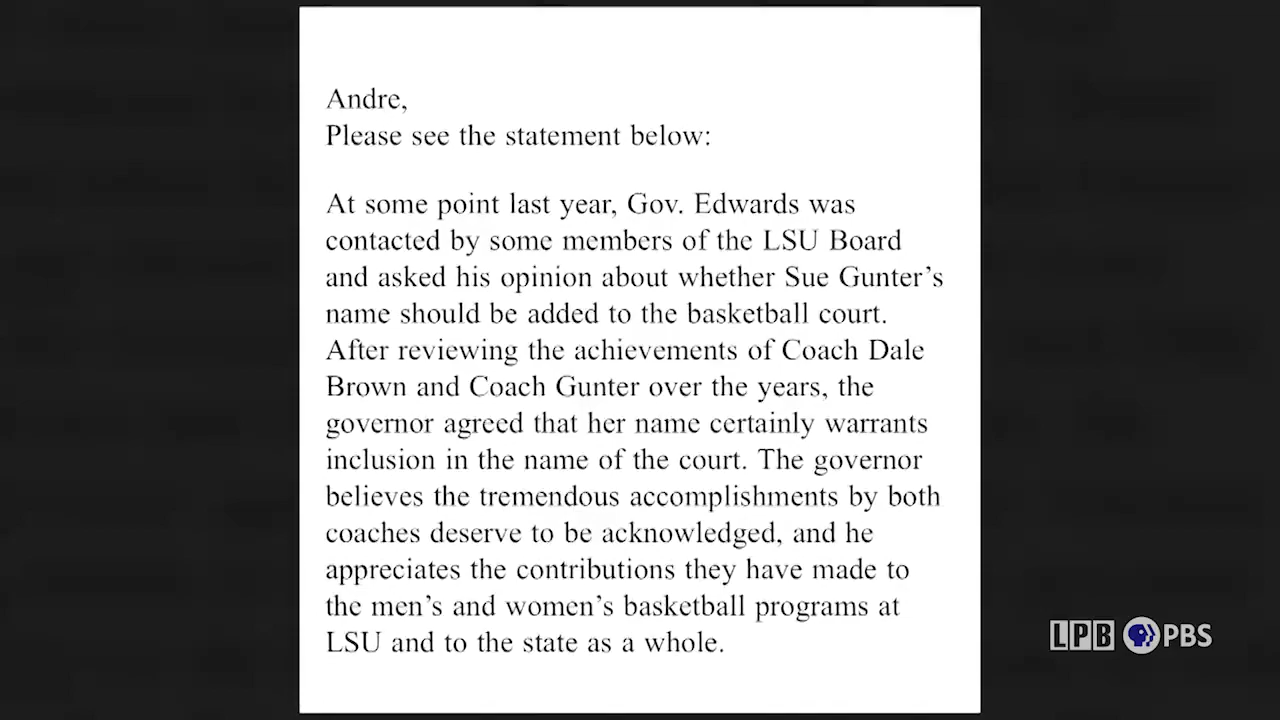 Andre,
Please see the statement below:
At some point last year, Gov. Edwards was
contacted by some members of the LSU Board
and asked his opinion about whether Sue Gunter’s
name should be added to the basketball court.
After reviewing the achievements of Coach Dale
Brown and Coach Gunter over the years, the
governor agreed that her name certainly warrants
inclusion in the name of the court. The governor
believes the tremendous accomplishments by both
coaches deserve to be acknowledged, and he
appreciates the contributions they have made to
the men’s and women’s basketball programs at
LSU and to the state as a whole.
LPB PBS